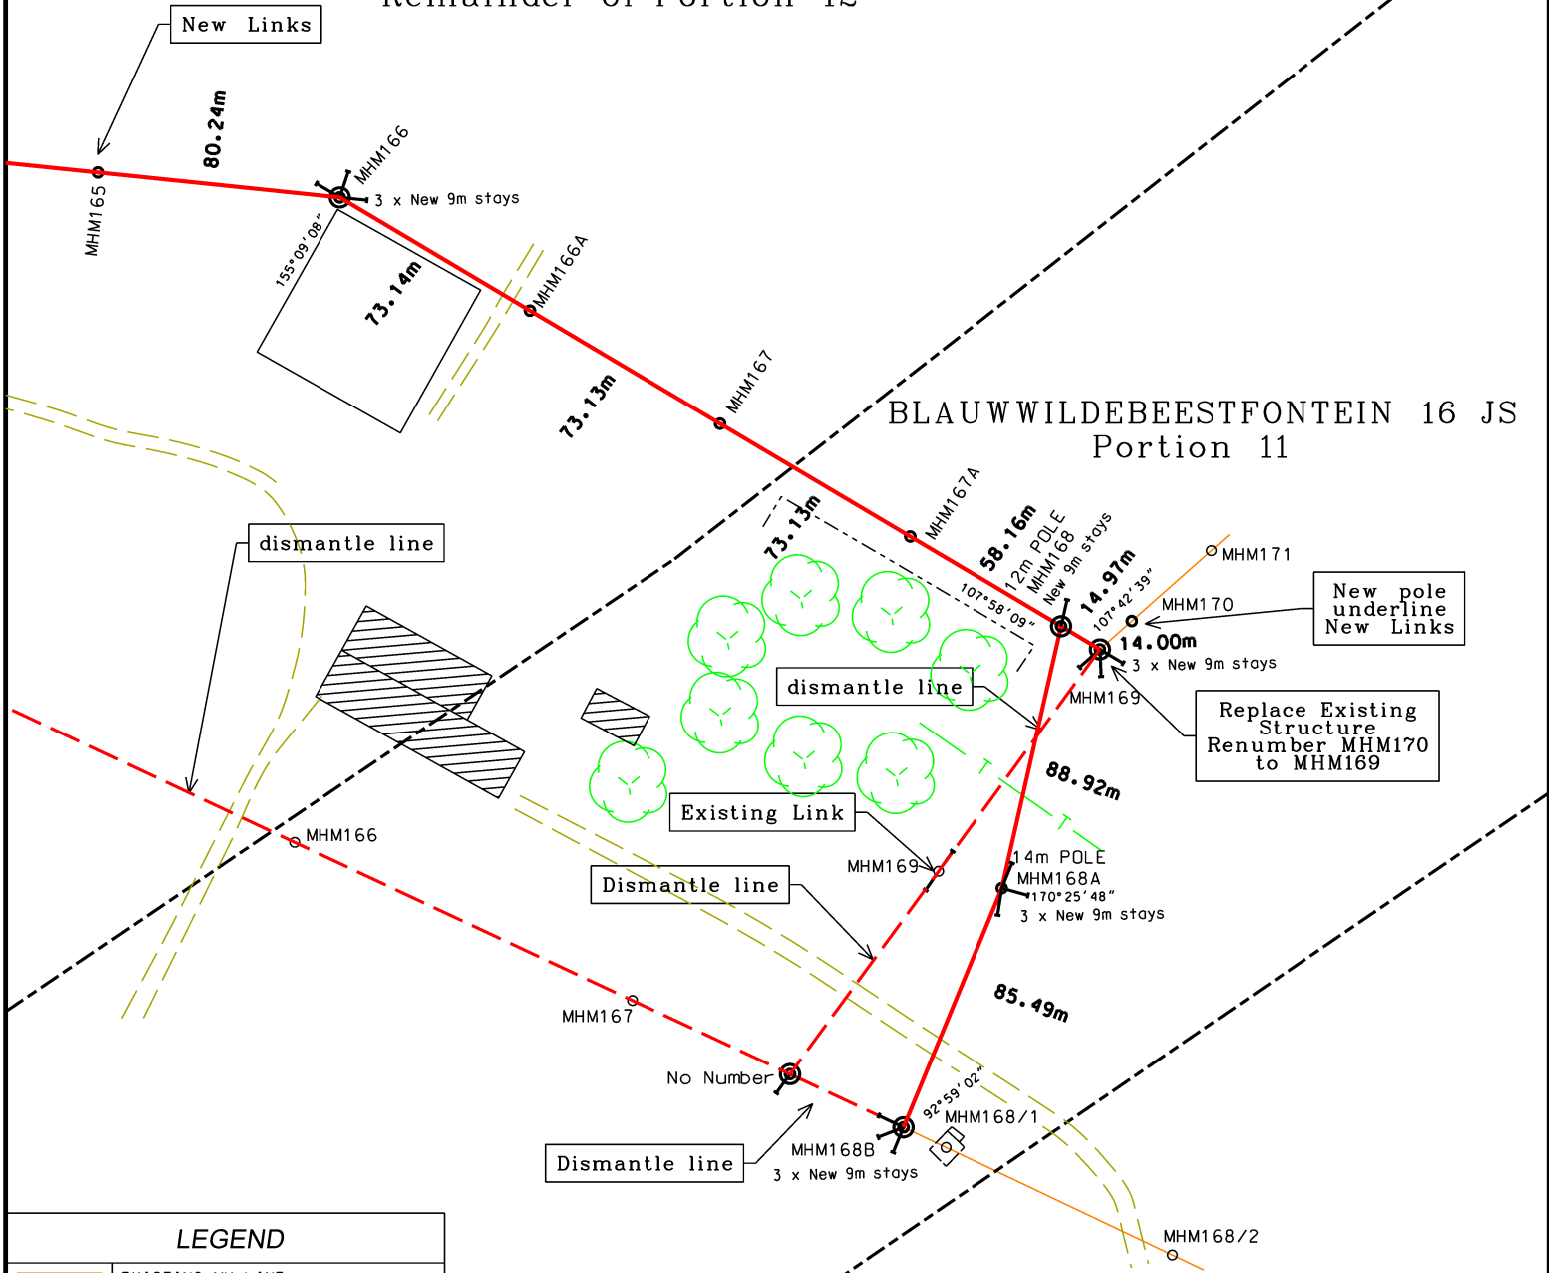 Remainder of Portion 42
New Links
80.24m
MHM166
3 x New 9m stays
MHM165
155°09'08"
73.14m
MHM166A
73.13m
MHM167
BLAUWWILDEBEESTFONTEIN 16 JS
Portion 11
73.13m
MHM167A
58.16m
12m POLE
MHM168
New 9m stays
14.97m
107°58'09"
107°42'39"
MHM171
MHM170
New pole
underline
New Links
14.00m
3 x New 9m stays
MHM169
dismantle line
dismantle line
Replace Existing
Structure
Renumber MHM170
to MHM169
88.92m
Existing Link
MHM166
MHM169
14m POLE
MHM168A
170°25'48"
3 x New 9m stays
Dismantle line
85.49m
MHM167
No Number
92°59'02"
MHM168/1
MHM168B
3 x New 9m stays
Dismantle line
MHM168/2
LEGEND